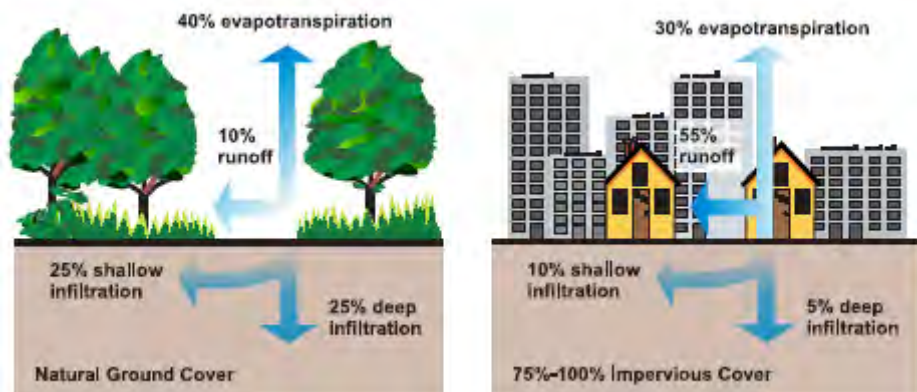 40% evapotranspiration
10%
runoff
25% shallow
infiltration
25% deep
infiltration
Natural Ground Cover
30% evapotranspiration
55%
runoff
10% shallow
infiltration
5% deep
infiltration
75%–100% Impervious Cover